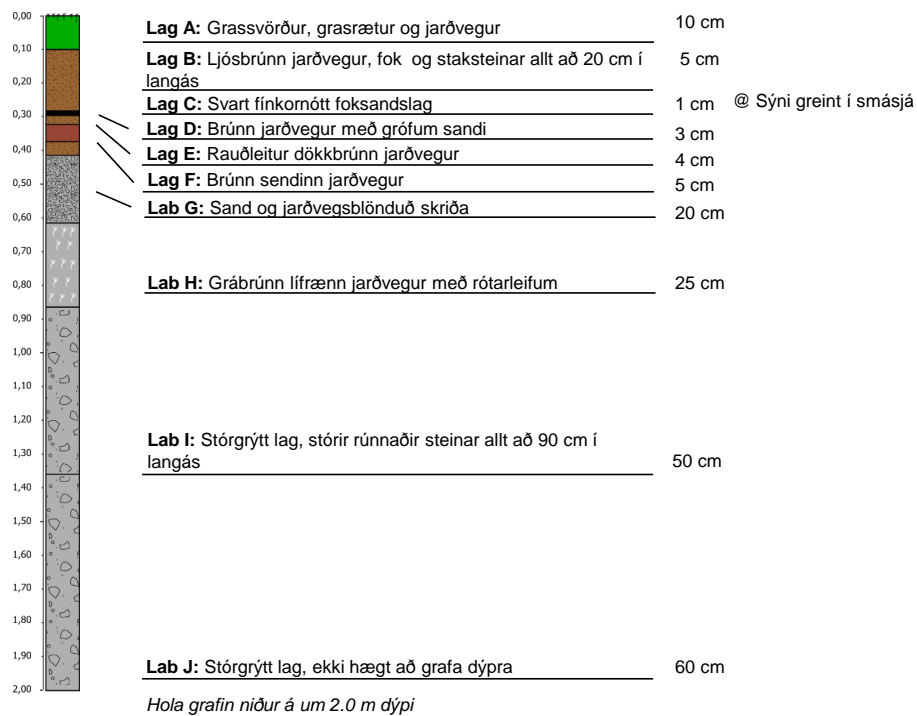 0,00
0,10
0,20
0,30
0,40
0,50
0,60
0,70
0,80
0,90
1,00
1,10
1,20
1,30
1,40
1,50
1,60
1,70
1,80
1,90
2,00
Lag A: Grassvörður, grasrætur og jarðvegur 10 cm
Lag B: Ljósbrúnn jarðvegur, fok og staksteinar allt að 20 cm í 5 cm
langás
Lag C: Svart fínkornótt foksandslag 1 cm @ Sýni greint í smásjá
Lag D: Brúnn jarðvegur með grófum sandi 3 cm
Lag E: Rauðleitur dökkbrúnn jarðvegur 4 cm
Lag F: Brúnn sendinn jarðvegur 5 cm
Lab G: Sand og jarðvegsblönduð skriða 20 cm
Lab H: Grábrúnn lífrænn jarðvegur með rótarleifum 25 cm
Lab I: Stórgrýtt lag, stórir rúnnaðir steinar allt að 90 cm í
langás 50 cm
Lab J: Stórgrýtt lag, ekki hægt að grafa dýpra 60 cm
Hola grafin niður á um 2.0 m dýpi